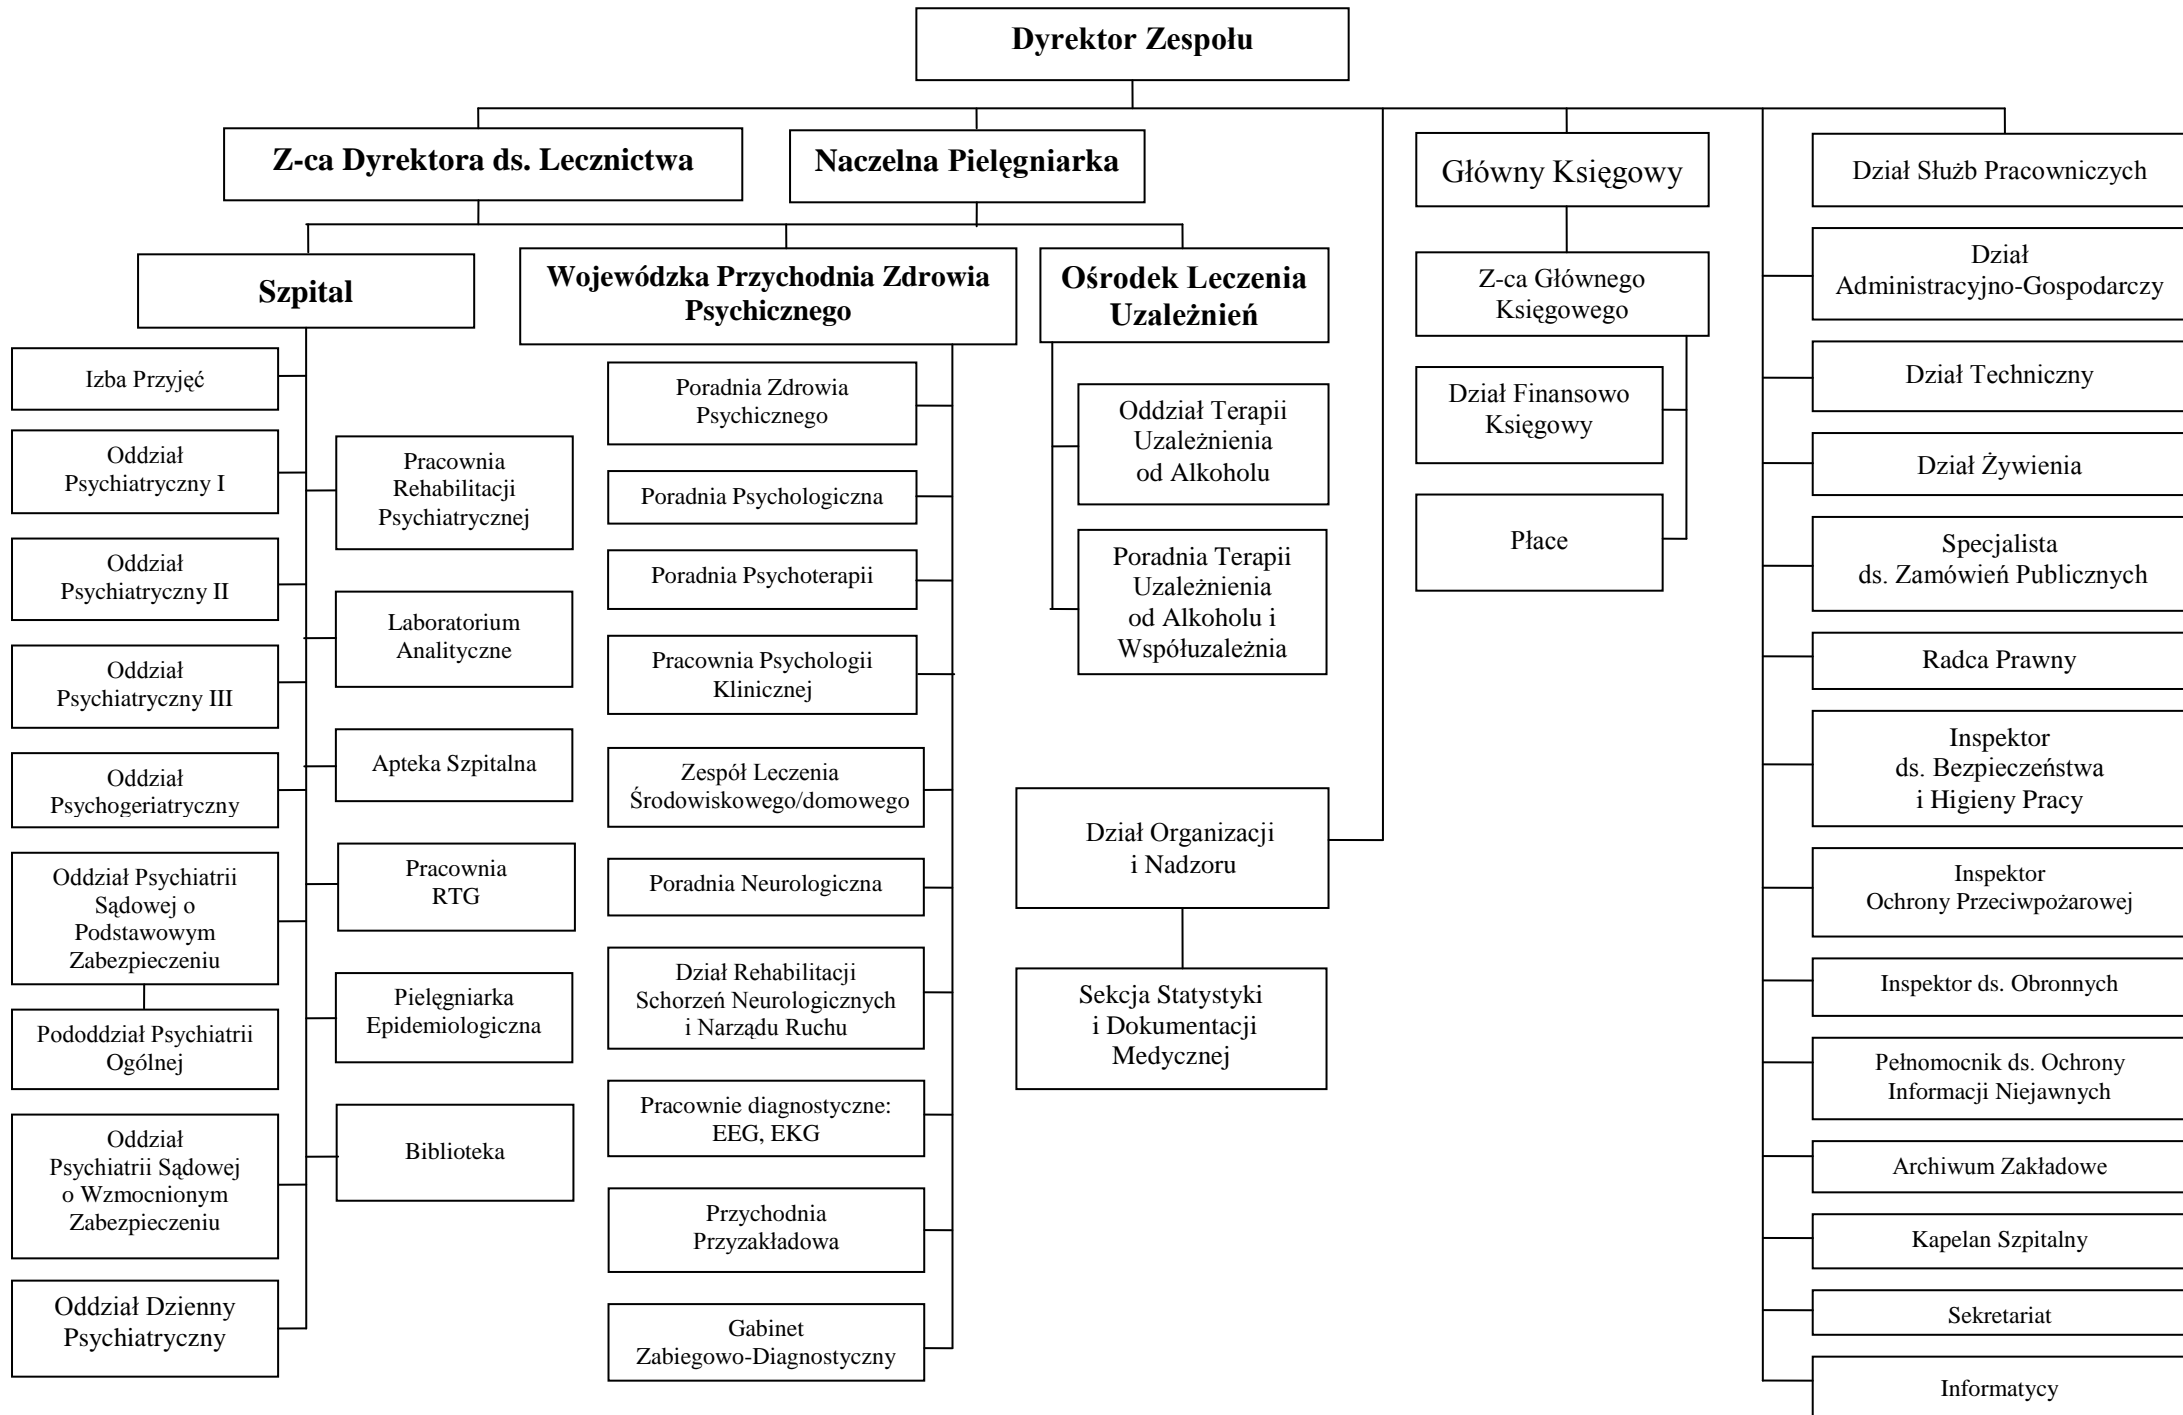 Dyrektor Zespołu
Z-ca Dyrektora ds. Lecznictwa
Naczelna Pielęgniarka
Główny Księgowy
Dział Służb Pracowniczych
Szpital
Wojewódzka Przychodnia Zdrowia
Psychicznego
Ośrodek Leczenia
Uzależnień
Z-ca Głównego
Księgowego
Dział
Administracyjno-Gospodarczy
Izba Przyjęć
Oddział
Psychiatryczny I
Oddział
Psychiatryczny II
Oddział
Psychiatryczny III
Oddział
Psychogeriatryczny
Oddział Psychiatrii
Sądowej o
Podstawowym
Zabezpieczeniu
Pododdział Psychiatrii
Ogólnej
Oddział
Psychiatrii Sądowej
o Wzmocnionym
Zabezpieczeniu
Oddział Dzienny
Psychiatryczny
Pracownia
Rehabilitacji
Psychiatrycznej
Laboratorium
Analityczne
Apteka Szpitalna
Pracownia
RTG
Pielęgniarka
Epidemiologiczna
Biblioteka
Poradnia Zdrowia
Psychicznego
Poradnia Psychologiczna
Poradnia Psychoterapii
Pracownia Psychologii
Klinicznej
Zespół Leczenia
Środowiskowego/domowego
Poradnia Neurologiczna
Dział Rehabilitacji
Schorzeń Neurologicznych
i Narządu Ruchu
Pracownie diagnostyczne:
EEG, EKG
Przychodnia
Przyzakładowa
Gabinet
Zabiegowo-Diagnostyczny
Oddział Terapii
Uzależnienia
od Alkoholu
Poradnia Terapii
Uzależnienia
od Alkoholu i
Współuzależnia
Dział Organizacji
i Nadzoru
Sekcja Statystyki
i Dokumentacji
Medycznej
Dział Finansowo
Księgowy
Płace
Dział Techniczny
Dział Żywienia
Specjalista
ds. Zamówień Publicznych
Radca Prawny
Inspektor
ds. Bezpieczeństwa
i Higieny Pracy
Inspektor
Ochrony Przeciwpożarowej
Inspektor ds. Obronnych
Pełnomocnik ds. Ochrony
Informacji Niejawnych
Archiwum Zakładowe
Kapelan Szpitalny
Sekretariat
Informatycy